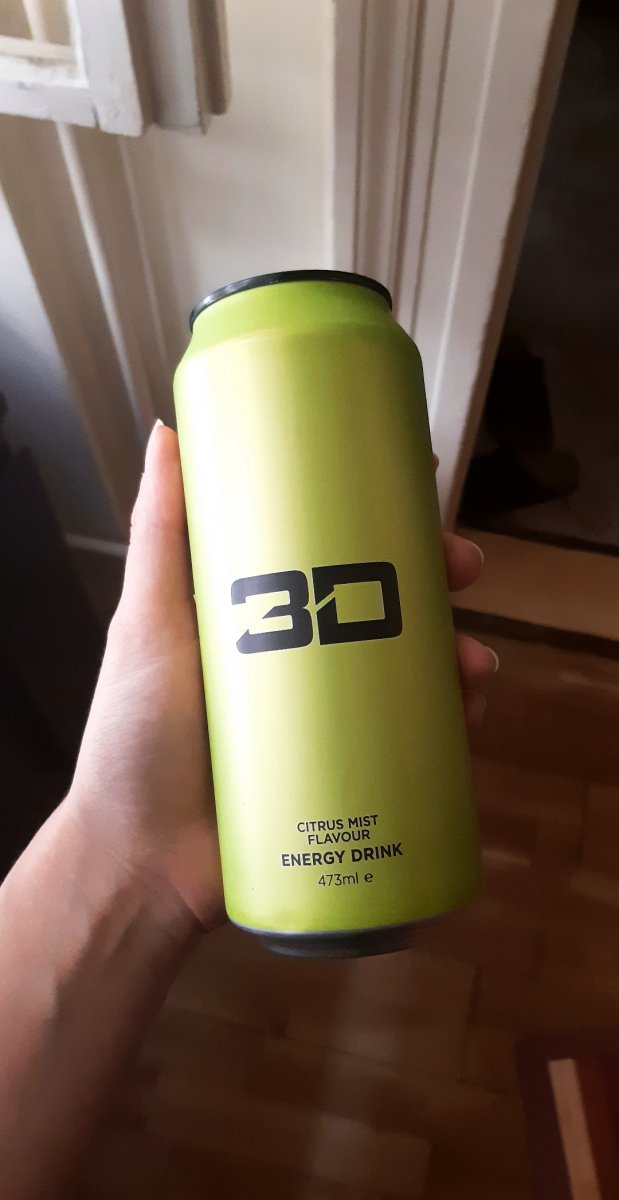 3D
CITRUS MIST
FLAVOUR
ENERGY DRINK
473ml e